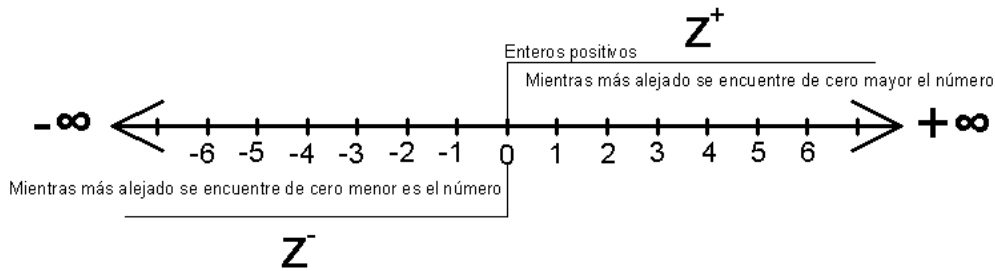 Z⁺
Enteros positivos
Mientras más alejado se encuentre de cero mayor el número
-∞ +∞
-6 -5 -4 -3 -2 -1 0 1 2 3 4 5 6
Mientras más alejado se encuentre de cero menor es el número
Z⁻